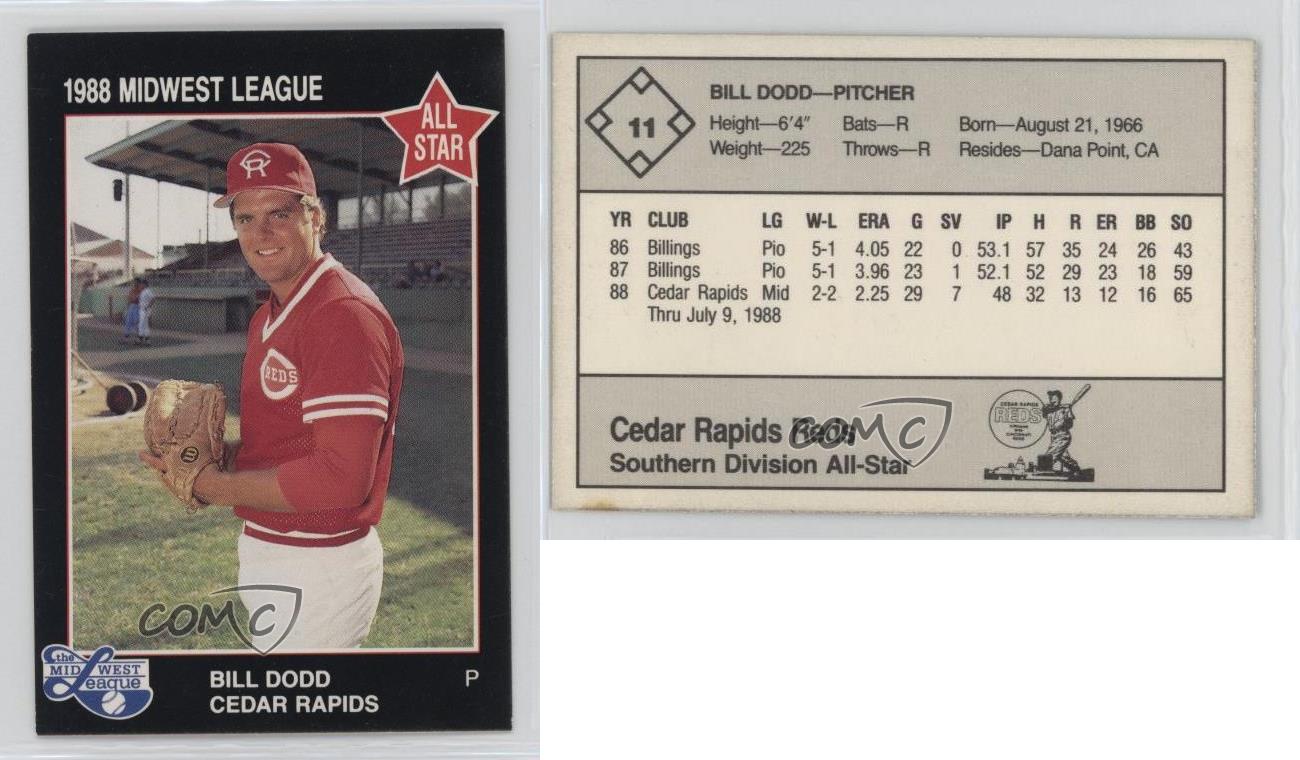 1988 MIDWEST LEAGUE
ALL
STAR
CR
REDS
COMC
the
MIDWEST
League
BILL DODD
P
CEDAR RAPIDS
11
BILL DODD—PITCHER
Height—6'4" Bats—R Born—August 21, 1966
Weight—225 Throws—R Resides—Dana Point, CA
YR CLUB LG W-L ERA G SV IP H R ER BB SO
86 Billings Pio 5-1 4.05 22 0 53.1 57 35 24 26 43
87 Billings Pio 5-1 3.96 23 1 52.1 52 29 23 18 59
88 Cedar Rapids Mid 2-2 2.25 29 7 48 32 13 12 16 65
Thru July 9, 1988
Cedar Rapids Reds
COMC
Southern Division All-Star
CEDAR RAPIDS
REDS